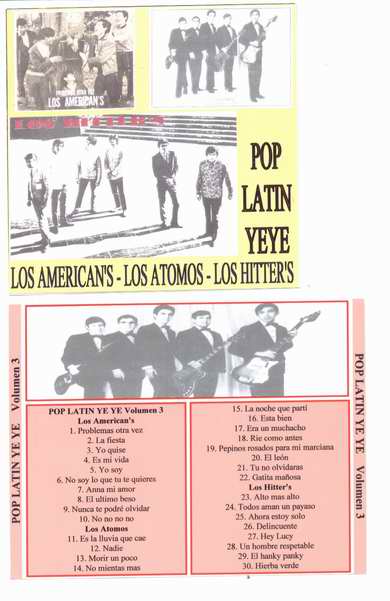 PROBLEMAS OTRA VEZ
LOS AMERICAN'S
LOS HITTER'S
POP
LATIN
YEYE
LOS AMERICAN'S - LOS ATOMOS - LOS HITTER'S
POP LATIN YE YE Volumen 3
POP LATIN YE YE Volumen 3
Los American's
1. Problemas otra vez
2. La fiesta
3. Yo quise
4. Es mi vida
5. Yo soy
6. No soy lo que tu te quieres
7. Anna mi amor
8. El ultimo beso
9. Nunca te podré olvidar
10. No no no no
Los Atomos
11. Es la lluvia que cae
12. Nadie
13. Morir un poco
14. No mientas mas
15. La noche que partí
16. Esta bien
17. Era un muchacho
18. Rie como antes
19. Pepinos rosados para mi marciana
20. El león
21. Tu no olvidaras
22. Gatita mañosa
Los Hitter's
23. Alto mas alto
24. Todos aman un payaso
25. Ahora estoy solo
26. Delincuente
27. Hey Lucy
28. Un hombre respetable
29. El hanky panky
30. Hierba verde
POP LATIN YE YE Volumen 3